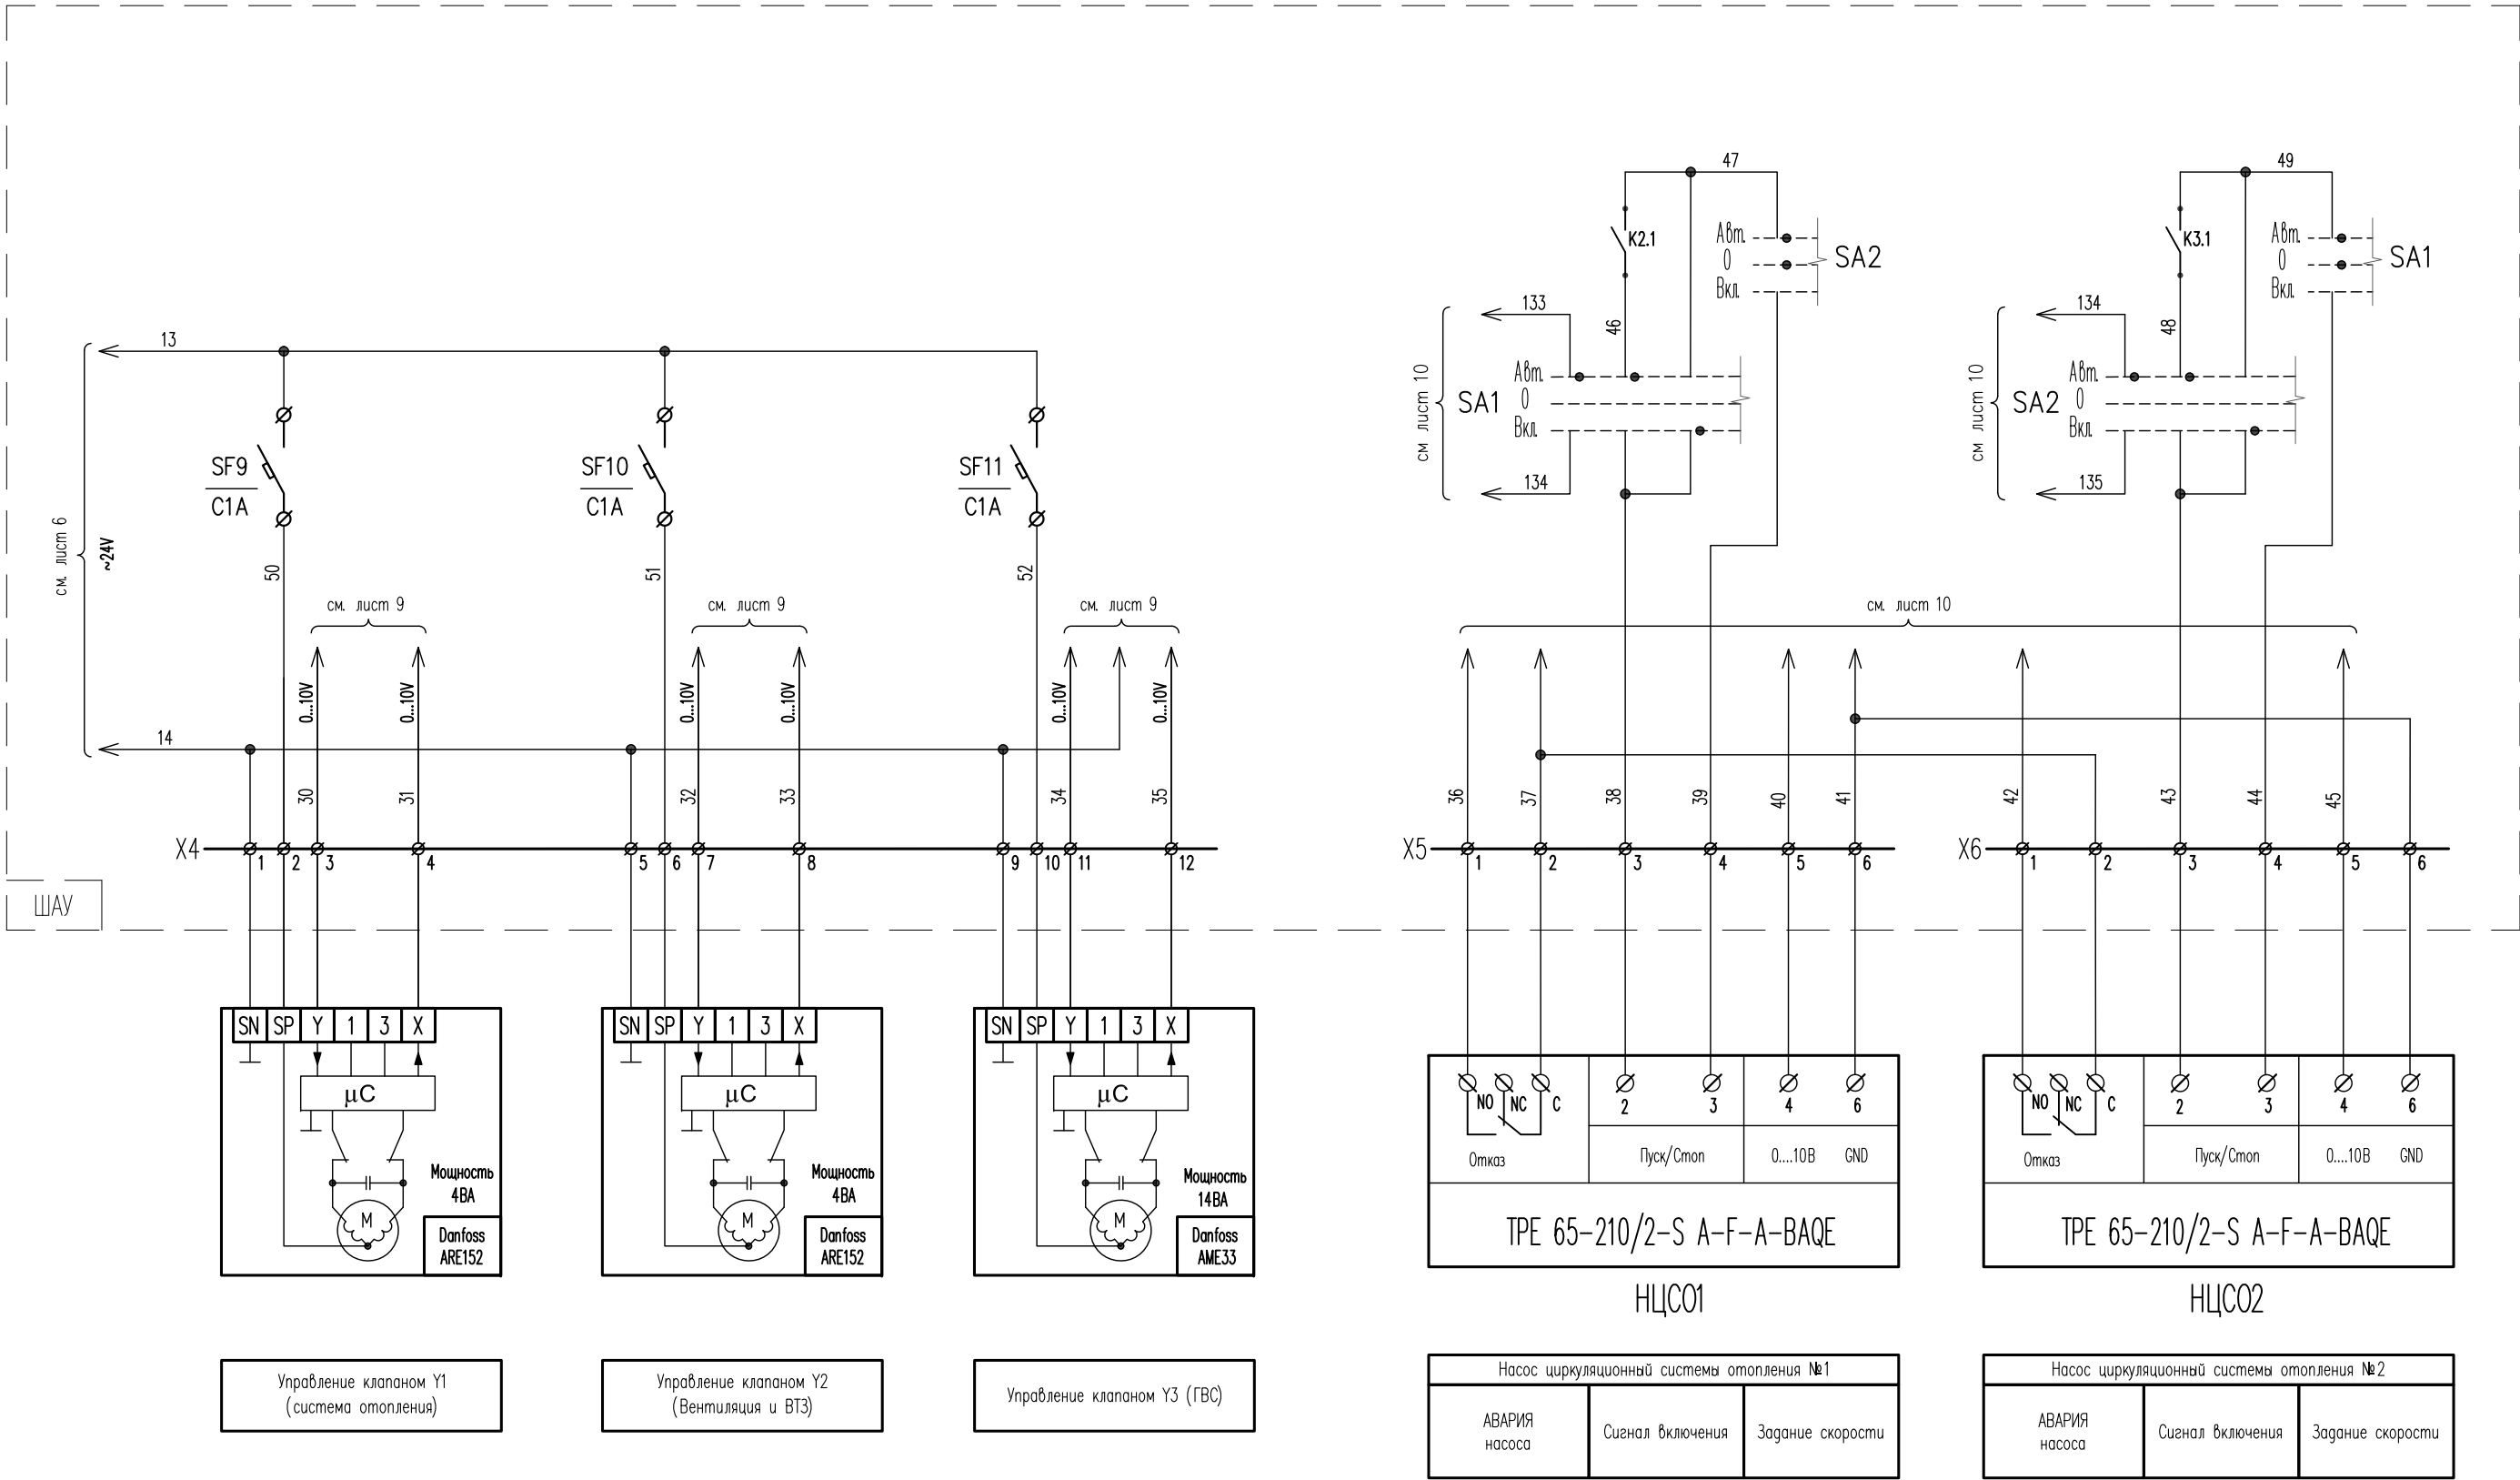 47
49
К2.1
Авт.
0
Вкл.
SA2
К3.1
Авт.
0
Вкл.
SA1
133
46
134
48
13
см лист 10
SA1
Авт.
0
Вкл.
134
см лист 10
SA2
Авт.
0
Вкл.
135
SF9
C1A
SF10
C1A
SF11
C1A
см. лист 6
~24V
50
51
52
см. лист 9
см. лист 9
см. лист 9
см. лист 10
0...10V
0...10V
0...10V
0...10V
0...10V
0...10V
14
30
31
32
33
34
35
36
37
38
39
40
41
42
43
44
45
X4
1
2
3
4
5
6
7
8
9
10
11
12
X5
1
2
3
4
5
6
X6
1
2
3
4
5
6
ШАУ
SN SP Y 1 3 X
µC
M
Мощность
4ВА
Danfoss
ARE152
SN SP Y 1 3 X
µC
M
Мощность
4ВА
Danfoss
ARE152
SN SP Y 1 3 X
µC
M
Мощность
14ВА
Danfoss
AME33
NO NC C 2 3 4 6
Отказ
Пуск/Стоп
0....10В GND
TPE 65-210/2-S A-F-A-BAQE
НЦСО1
NO NC C 2 3 4 6
Отказ
Пуск/Стоп
0....10В GND
TPE 65-210/2-S A-F-A-BAQE
НЦСО2
Управление клапаном Y1
(система отопления)
Управление клапаном Y2
(Вентиляция и ВТЗ)
Управление клапаном Y3 (ГВС)
Насос циркуляционный системы отопления №1
АВАРИЯ
насоса
Сигнал включения
Задание скорости
Насос циркуляционный системы отопления №2
АВАРИЯ
насоса
Сигнал включения
Задание скорости